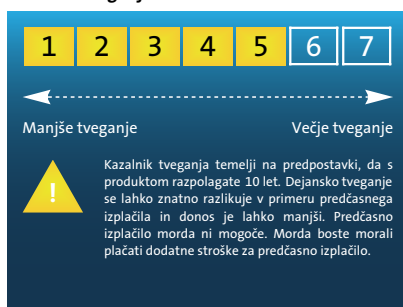 1 2 3 4 5 6 7
Manjše tveganje Večje tveganje
!
Kazalnik tveganja temelji na predpostavki, da s
produktom razpolagate 10 let. Dejansko tveganje
se lahko znatno razlikuje v primeru predčasnega
izplačila in donos je lahko manjši. Predčasno
izplačilo morda ni mogoče. Morda boste morali
plačati dodatne stroške za predčasno izplačilo.